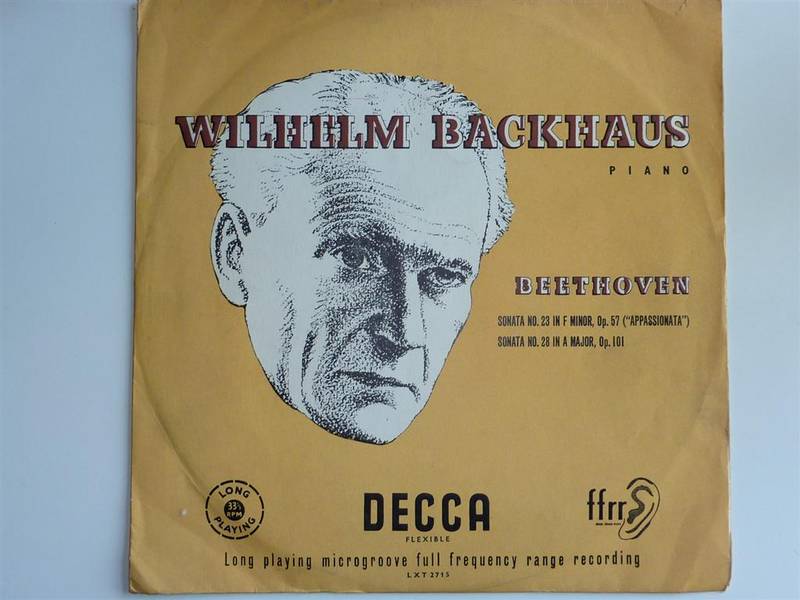 WILHELM BACKHAUS
PIANO
BEETHOVEN
SONATA NO. 23 IN F MINOR, Op. 57 ("APPASSIONATA")
SONATA NO. 28 IN A MAJOR, Op. 101
LONG
33⅓
RPM
PLAYING
DECCA
FLEXIBLE
ffrr
Long playing microgroove full frequency range recording
LXT 2715